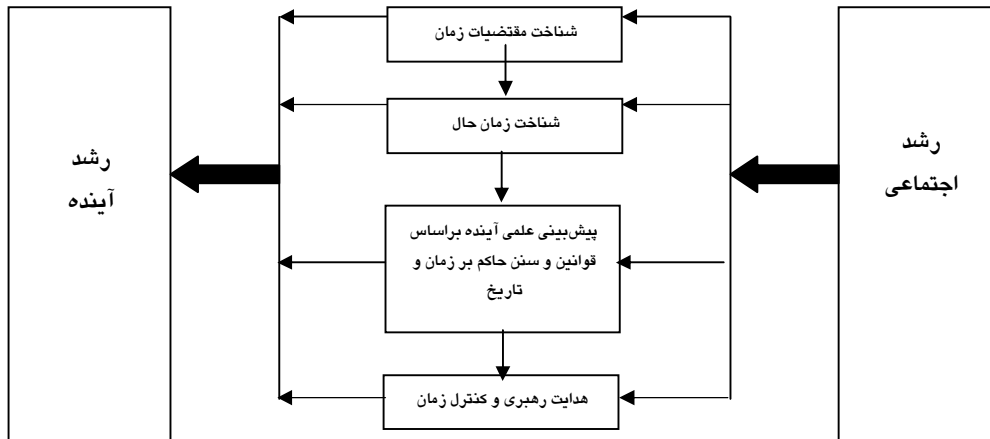 رشد
اجتماعی
شناخت مقتضیات زمان
شناخت زمان حال
پیش‌بینی علمی آینده براساس
قوانین و سنن حاکم بر زمان و
تاریخ
هدایت رهبری و کنترل زمان
رشد
آینده